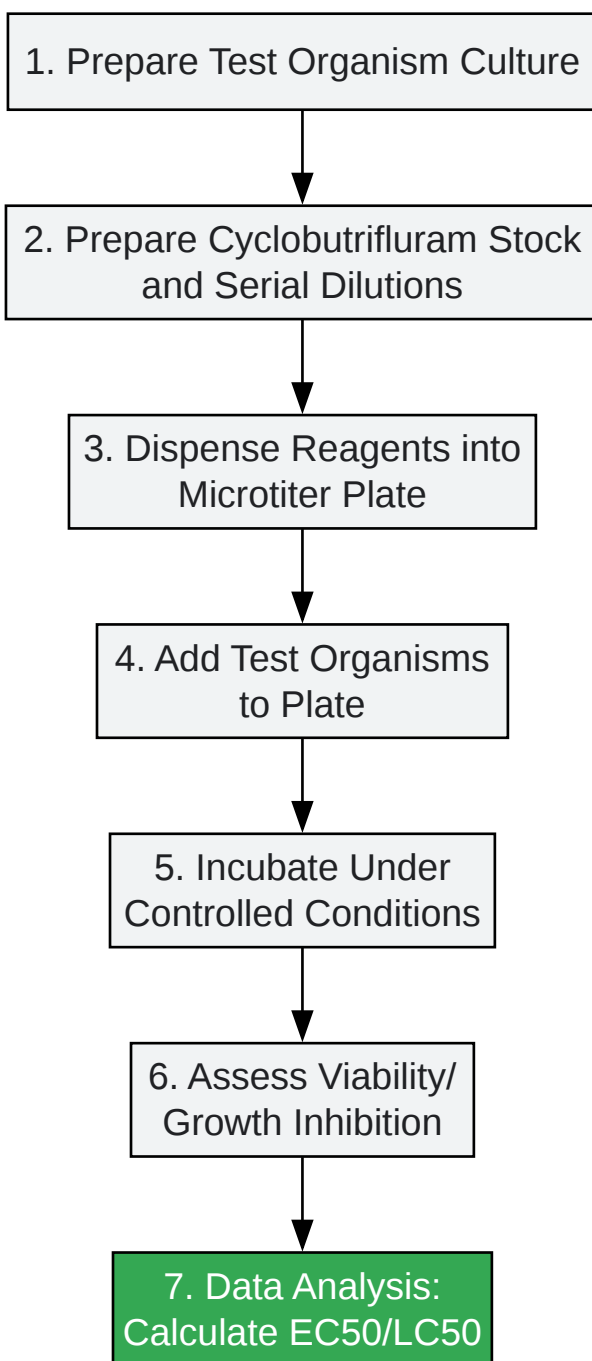 1. Prepare Test Organism Culture
2. Prepare Cyclobutrifluram Stock
and Serial Dilutions
3. Dispense Reagents into
Microtiter Plate
4. Add Test Organisms
to Plate
5. Incubate Under
Controlled Conditions
6. Assess Viability/
Growth Inhibition
7. Data Analysis:
Calculate EC50/LC50